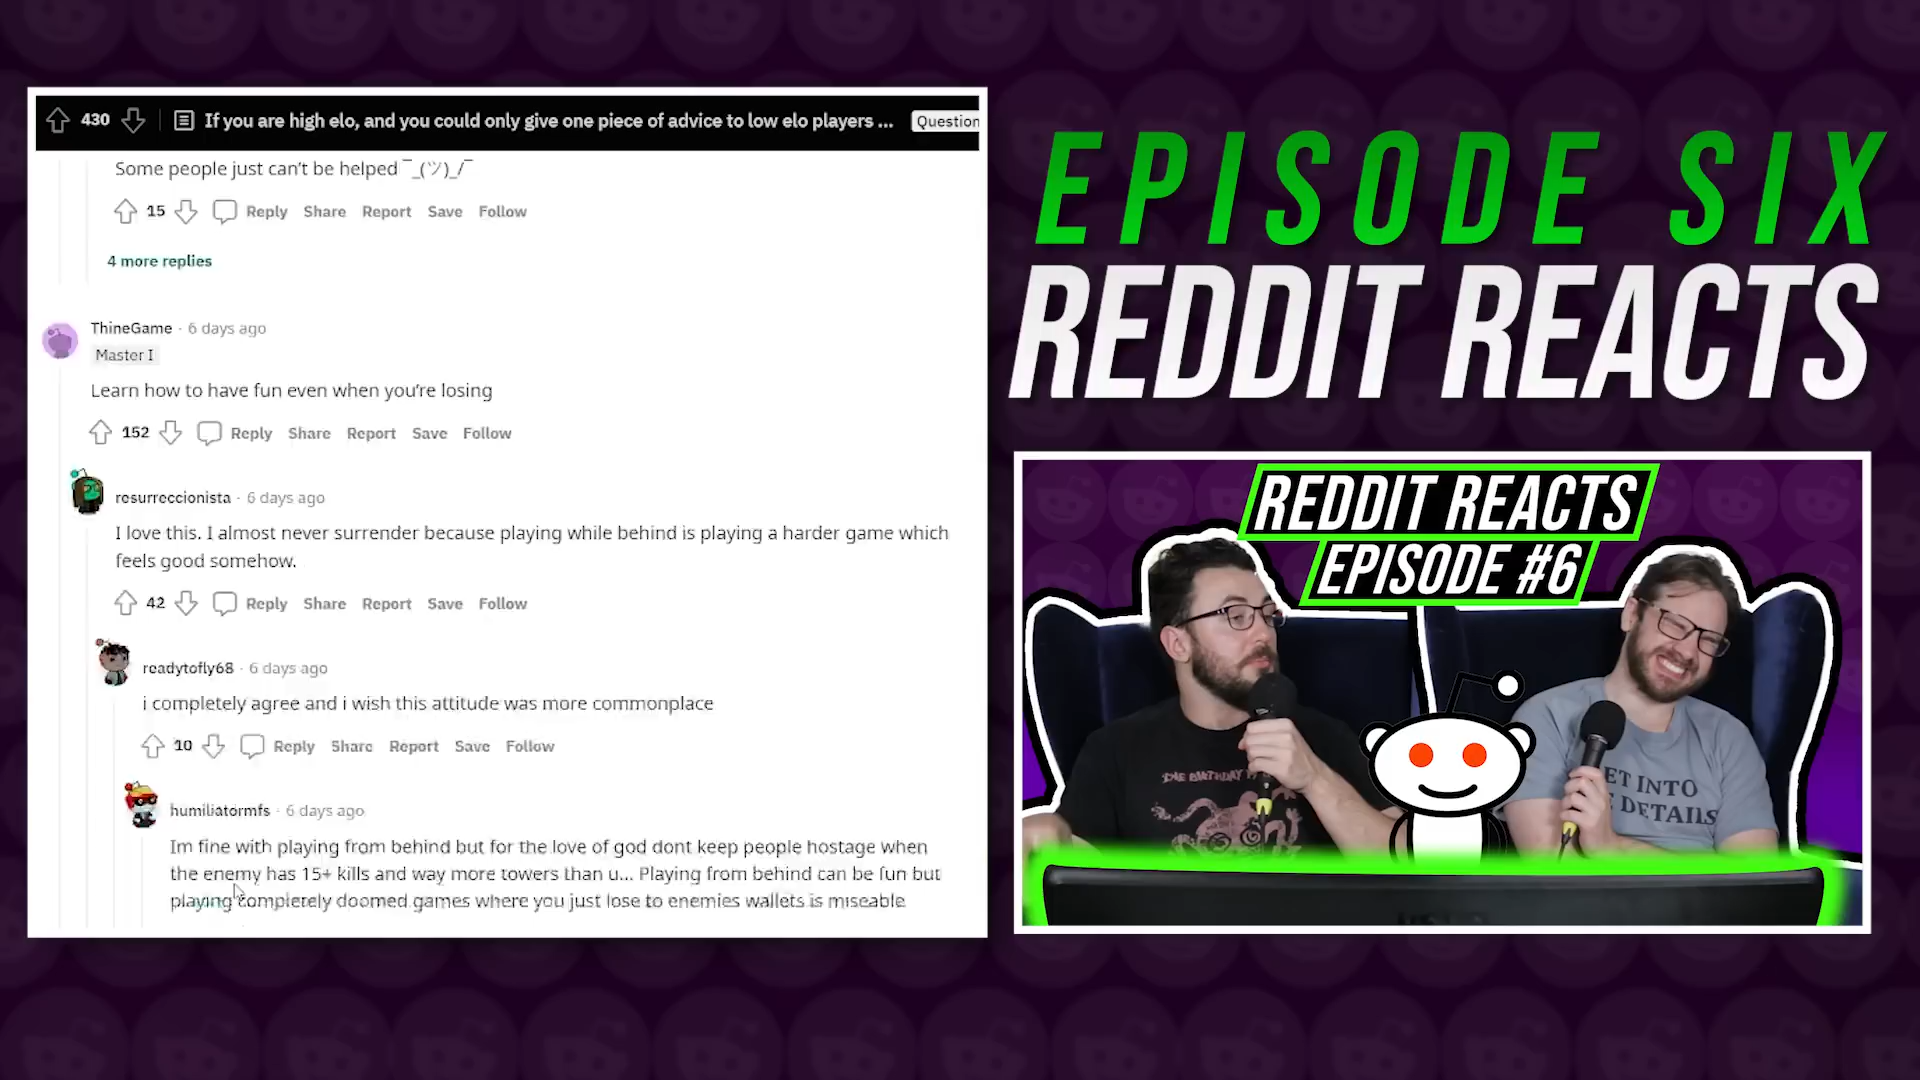 430
If you are high elo, and you could only give one piece of advice to low elo players ...
Question
Some people just can't be helped ¯_(ツ)_/¯
15 Reply Share Report Save Follow
4 more replies
ThineGame · 6 days ago
Master I
Learn how to have fun even when you're losing
152 Reply Share Report Save Follow
resurreccionista · 6 days ago
I love this. I almost never surrender because playing while behind is playing a harder game which
feels good somehow.
42 Reply Share Report Save Follow
readytofly68 · 6 days ago
i completely agree and i wish this attitude was more commonplace
10 Reply Share Report Save Follow
humiliatormfs · 6 days ago
Im fine with playing from behind but for the love of god dont keep people hostage when
the enemy has 15+ kills and way more towers than u... Playing from behind can be fun but
playing completely doomed games where you just lose to enemies wallets is miseable
EPISODE SIX
REDDIT REACTS
REDDIT REACTS
EPISODE #6
THE BIRTHDAY
ET INTO
DETAILS